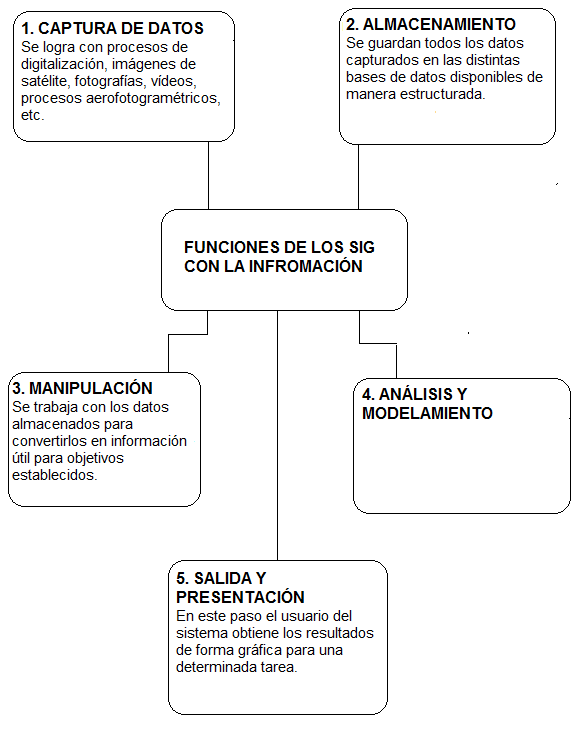 1. CAPTURA DE DATOS
Se logra con procesos de
digitalización, imágenes de
satélite, fotografías, vídeos,
procesos aerofotogramétricos,
etc.
2. ALMACENAMIENTO
Se guardan todos los datos
capturados en las distintas
bases de datos disponibles de
manera estructurada.
FUNCIONES DE LOS SIG
CON LA INFROMACIÓN
3. MANIPULACIÓN
Se trabaja con los datos
almacenados para
convertirlos en información
útil para objetivos
establecidos.
4. ANÁLISIS Y
MODELAMIENTO
5. SALIDA Y
PRESENTACIÓN
En este paso el usuario del
sistema obtiene los resultados
de forma gráfica para una
determinada tarea.